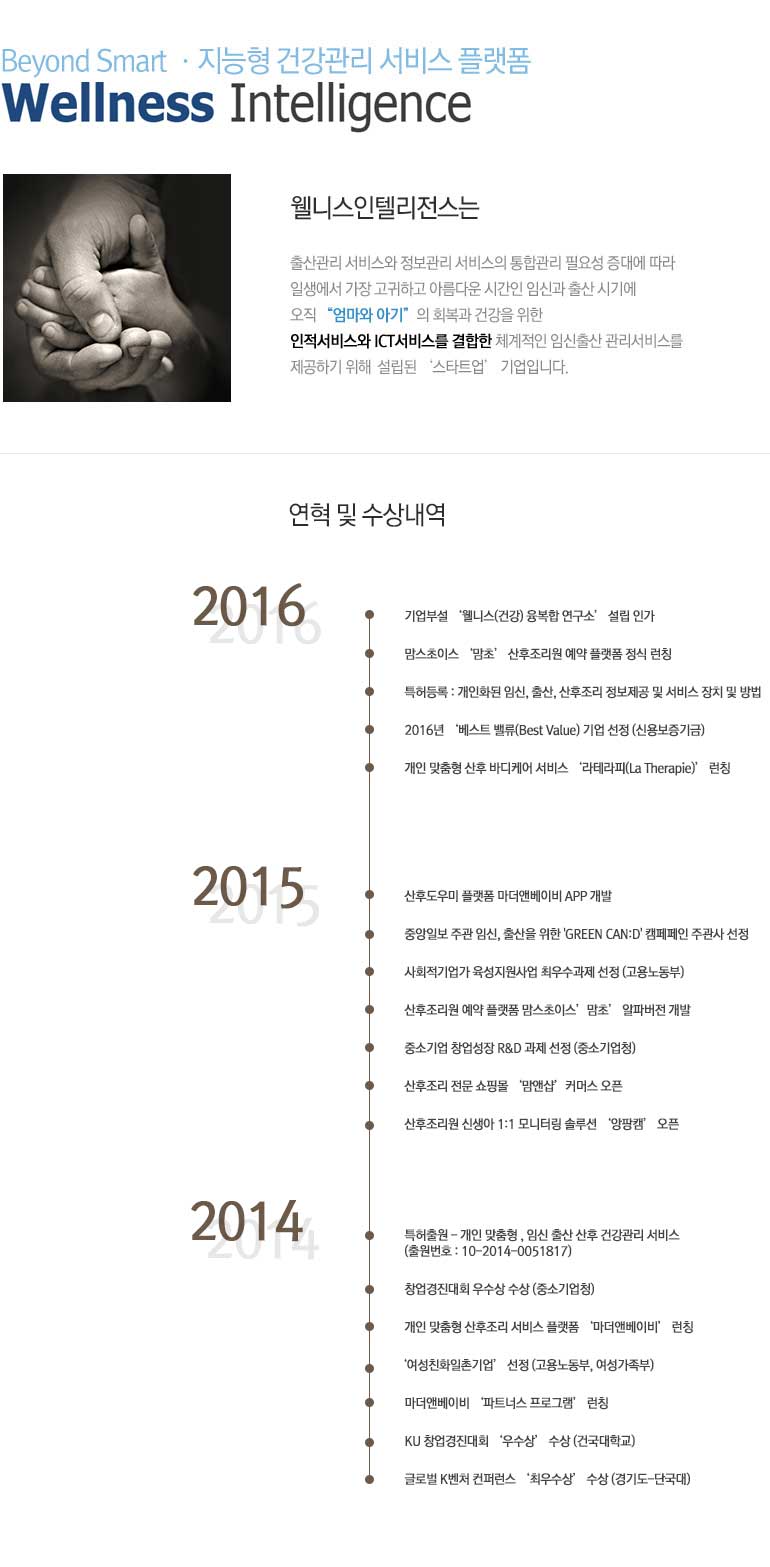 Beyond Smart · 지능형 건강관리 서비스 플랫폼
Wellness Intelligence
웰니스인텔리전스는
출산관리 서비스와 정보관리 서비스의 통합관리 필요성 증대에 따라
일생에서 가장 고귀하고 아름다운 시간인 임신과 출산 시기에
오직 “엄마와 아기” 의 회복과 건강을 위한
인적서비스와 ICT서비스를 결합한 체계적인 임신출산 관리서비스를
제공하기 위해 설립된 ‘스타트업’ 기업입니다.
연혁 및 수상내역
2016
기업부설 ‘웰니스(건강) 융복합 연구소’ 설립 인가
맘스초이스 ‘맘초’ 산후조리원 예약 플랫폼 정식 런칭
특허등록 : 개인화된 임신, 출산, 산후조리 정보제공 및 서비스 장치 및 방법
2016년 ‘베스트 밸류(Best Value) 기업 선정 (신용보증기금)
개인 맞춤형 산후 바디케어 서비스 ‘라테라피(La Therapie)’ 런칭
2015
산후도우미 플랫폼 마더앤베이비 APP 개발
중앙일보 주관 임신, 출산을 위한 'GREEN CAN:D' 캠페페인 주관사 선정
사회적기업가 육성지원사업 최우수과제 선정 (고용노동부)
산후조리원 예약 플랫폼 맘스초이스’ 맘초’ 알파버전 개발
중소기업 창업성장 R&D 과제 선정 (중소기업청)
산후조리 전문 쇼핑몰 ‘맘앤샵’ 커머스 오픈
산후조리원 신생아 1:1 모니터링 솔루션 ‘앙팡캠’ 오픈
2014
특허출원 – 개인 맞춤형 , 임신 출산 산후 건강관리 서비스
(출원번호 : 10-2014-0051817)
창업경진대회 우수상 수상 (중소기업청)
개인 맞춤형 산후조리 서비스 플랫폼 ‘마더앤베이비’ 런칭
‘여성친화일촌기업’ 선정 (고용노동부, 여성가족부)
마더앤베이비 ‘파트너스 프로그램’ 런칭
KU 창업경진대회 ‘우수상’ 수상 (건국대학교)
글로벌 K벤처 컨퍼런스 ‘최우수상’ 수상 (경기도-단국대)